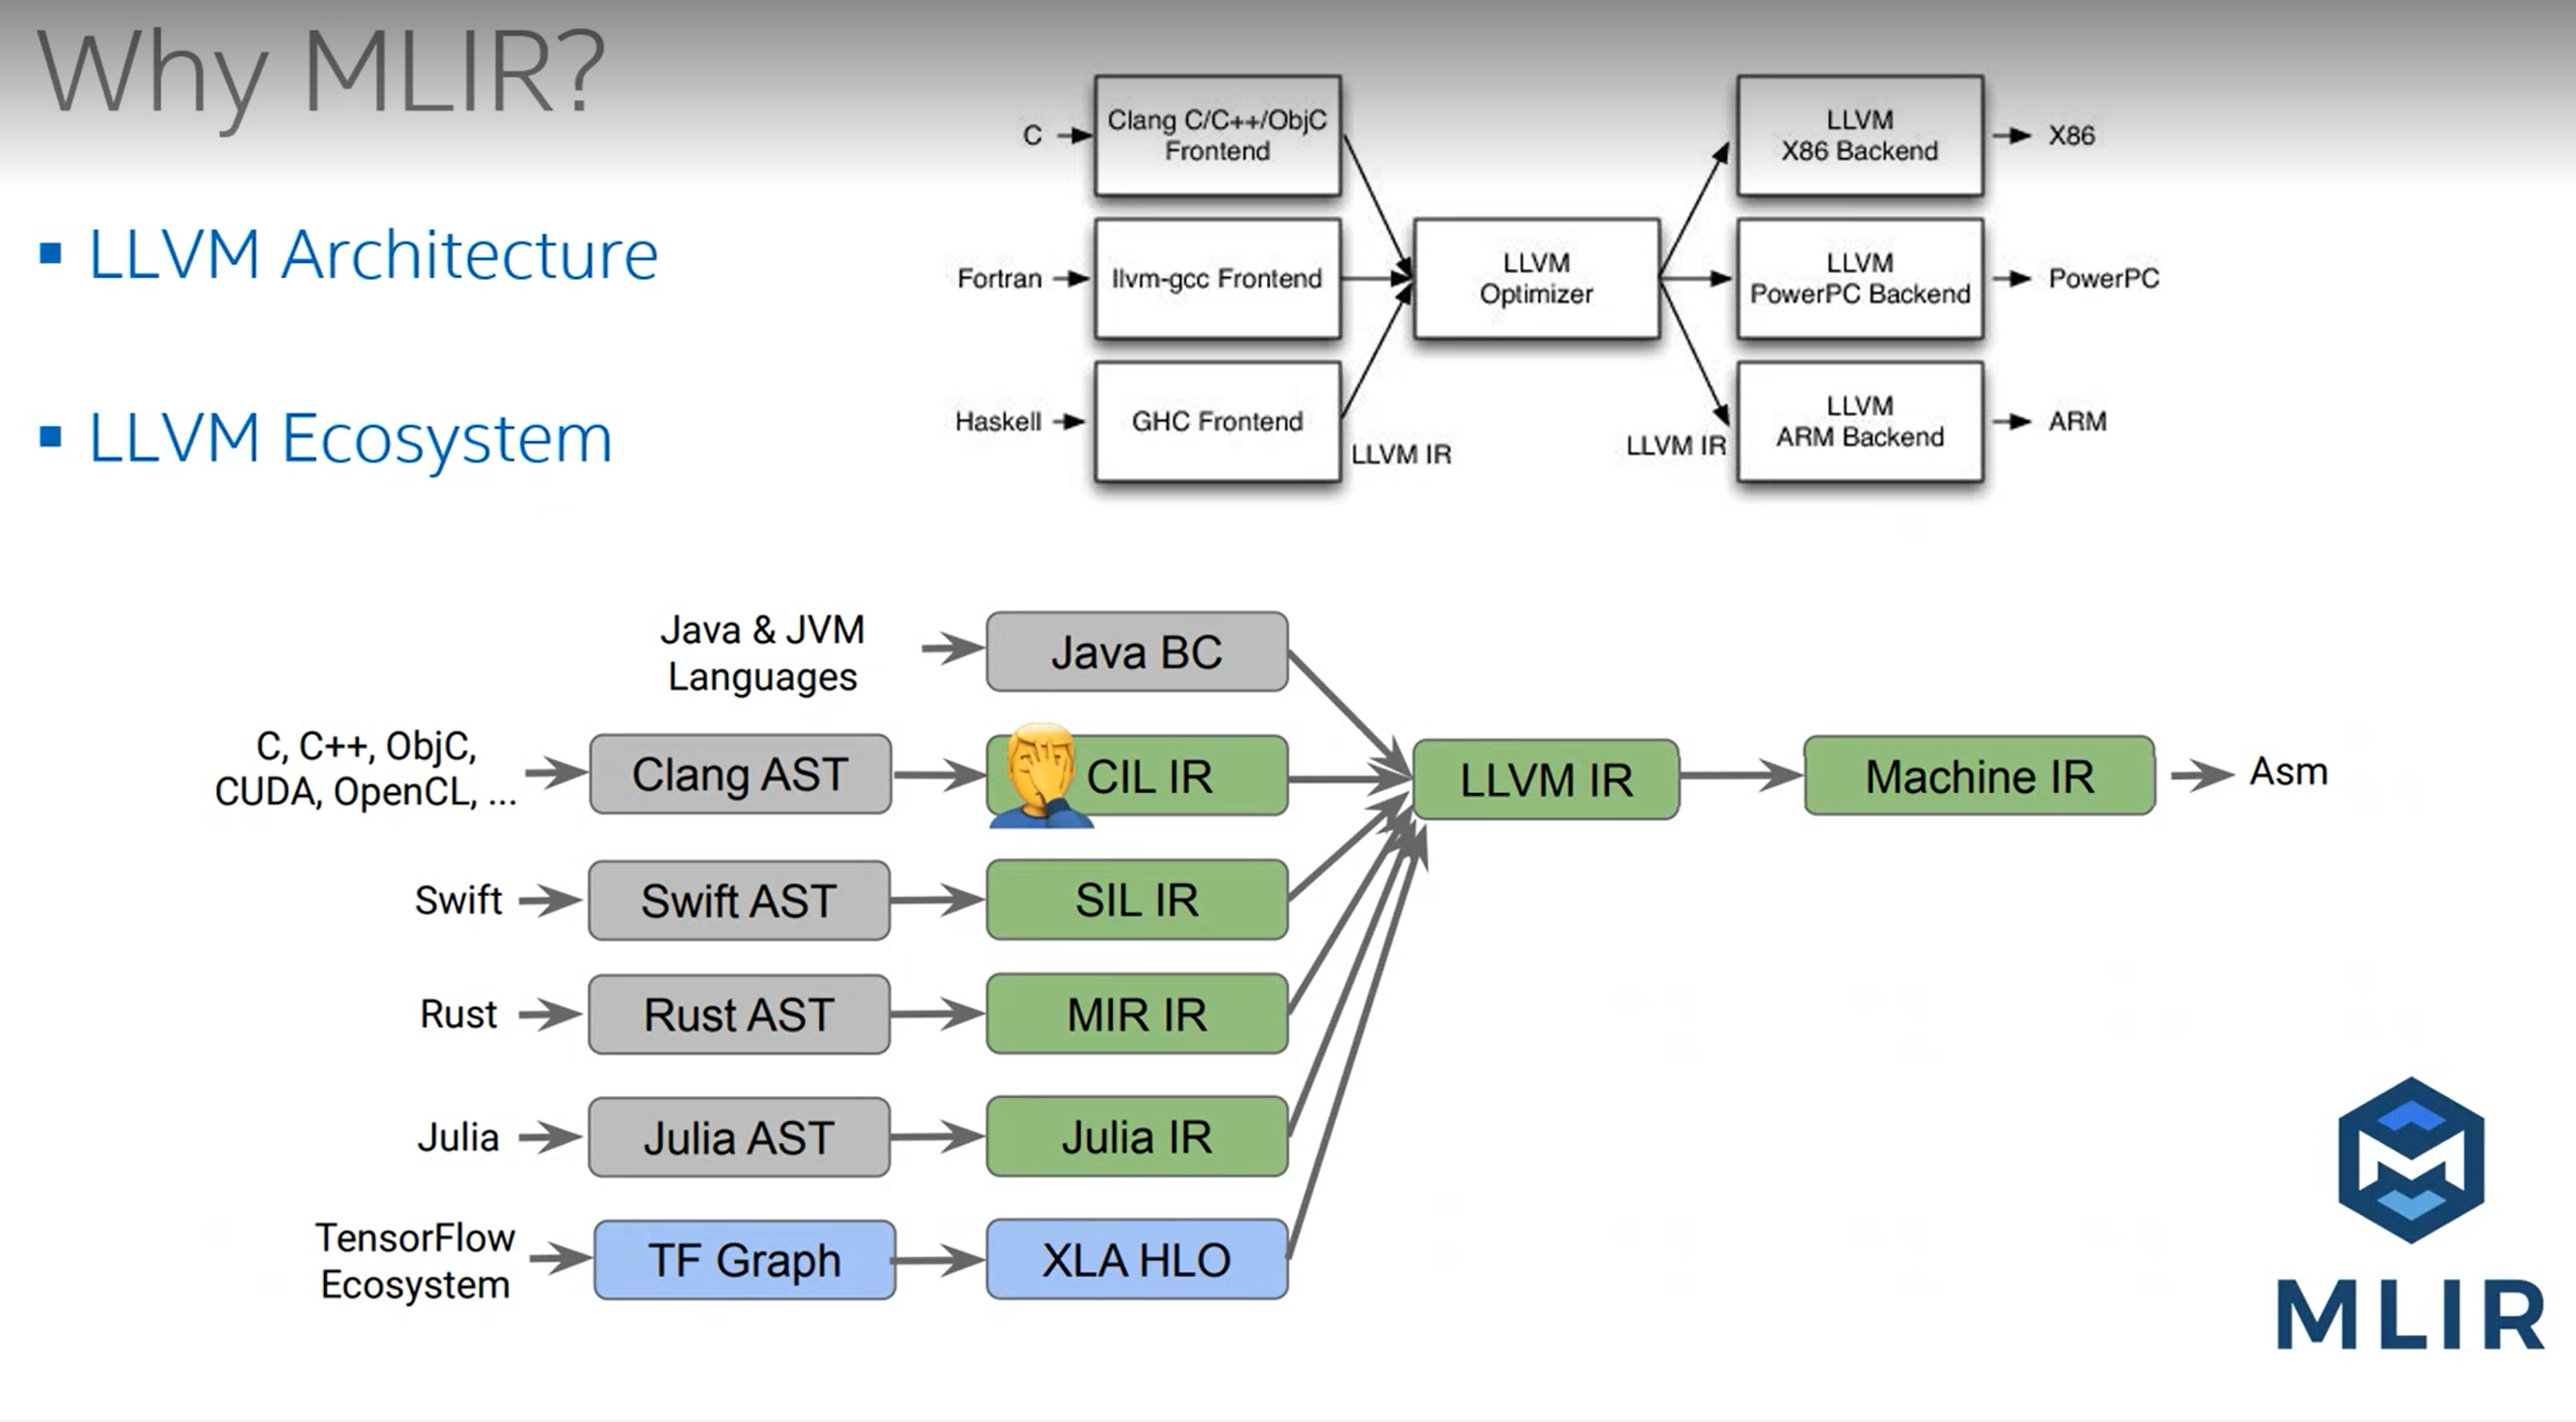 Why MLIR?
▪ LLVM Architecture
▪ LLVM Ecosystem
C
Clang C/C++/ObjC
Frontend
LLVM
X86 Backend
X86
Fortran
llvm-gcc Frontend
LLVM
Optimizer
LLVM
PowerPC Backend
PowerPC
Haskell
GHC Frontend
LLVM IR
LLVM IR
LLVM
ARM Backend
ARM
Java & JVM
Languages
Java BC
C, C++, ObjC,
CUDA, OpenCL, ...
Clang AST
CIL IR
LLVM IR
Machine IR
Asm
Swift
Swift AST
SIL IR
Rust
Rust AST
MIR IR
Julia
Julia AST
Julia IR
TensorFlow
Ecosystem
TF Graph
XLA HLO
MLIR